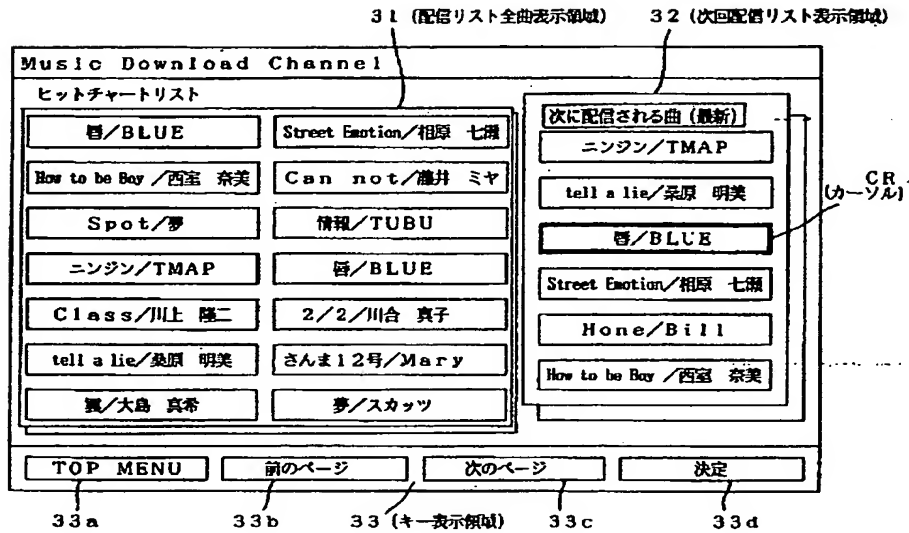 31（配信リスト全曲表示領域） 32（次回配信リスト表示領域）
Music Download Channel
ヒットチャートリスト
唇／BLUE
Street Emotion／相原 七瀬
How to be Boy ／西室 奈美
Can not／藤井 ミヤ
Spot／夢
情報／TUBU
ニンジン／TMAP
唇／BLUE
Class／川上 隆二
2／2／川合 真子
tell a lie／桑原 明美
さんま12号／Mary
／大島 真希
夢／スカッツ
次に配信される曲（最新）
ニンジン／TMAP
tell a lie／桑原 明美
唇／BLUE
Street Emotion／相原 七瀬
Hone／Bill
How to be Boy ／西室 奈美
CR
（カーソル）
TOP MENU 前のページ 次のページ 決定
33a 33b 33（キー表示領域） 33c 33d